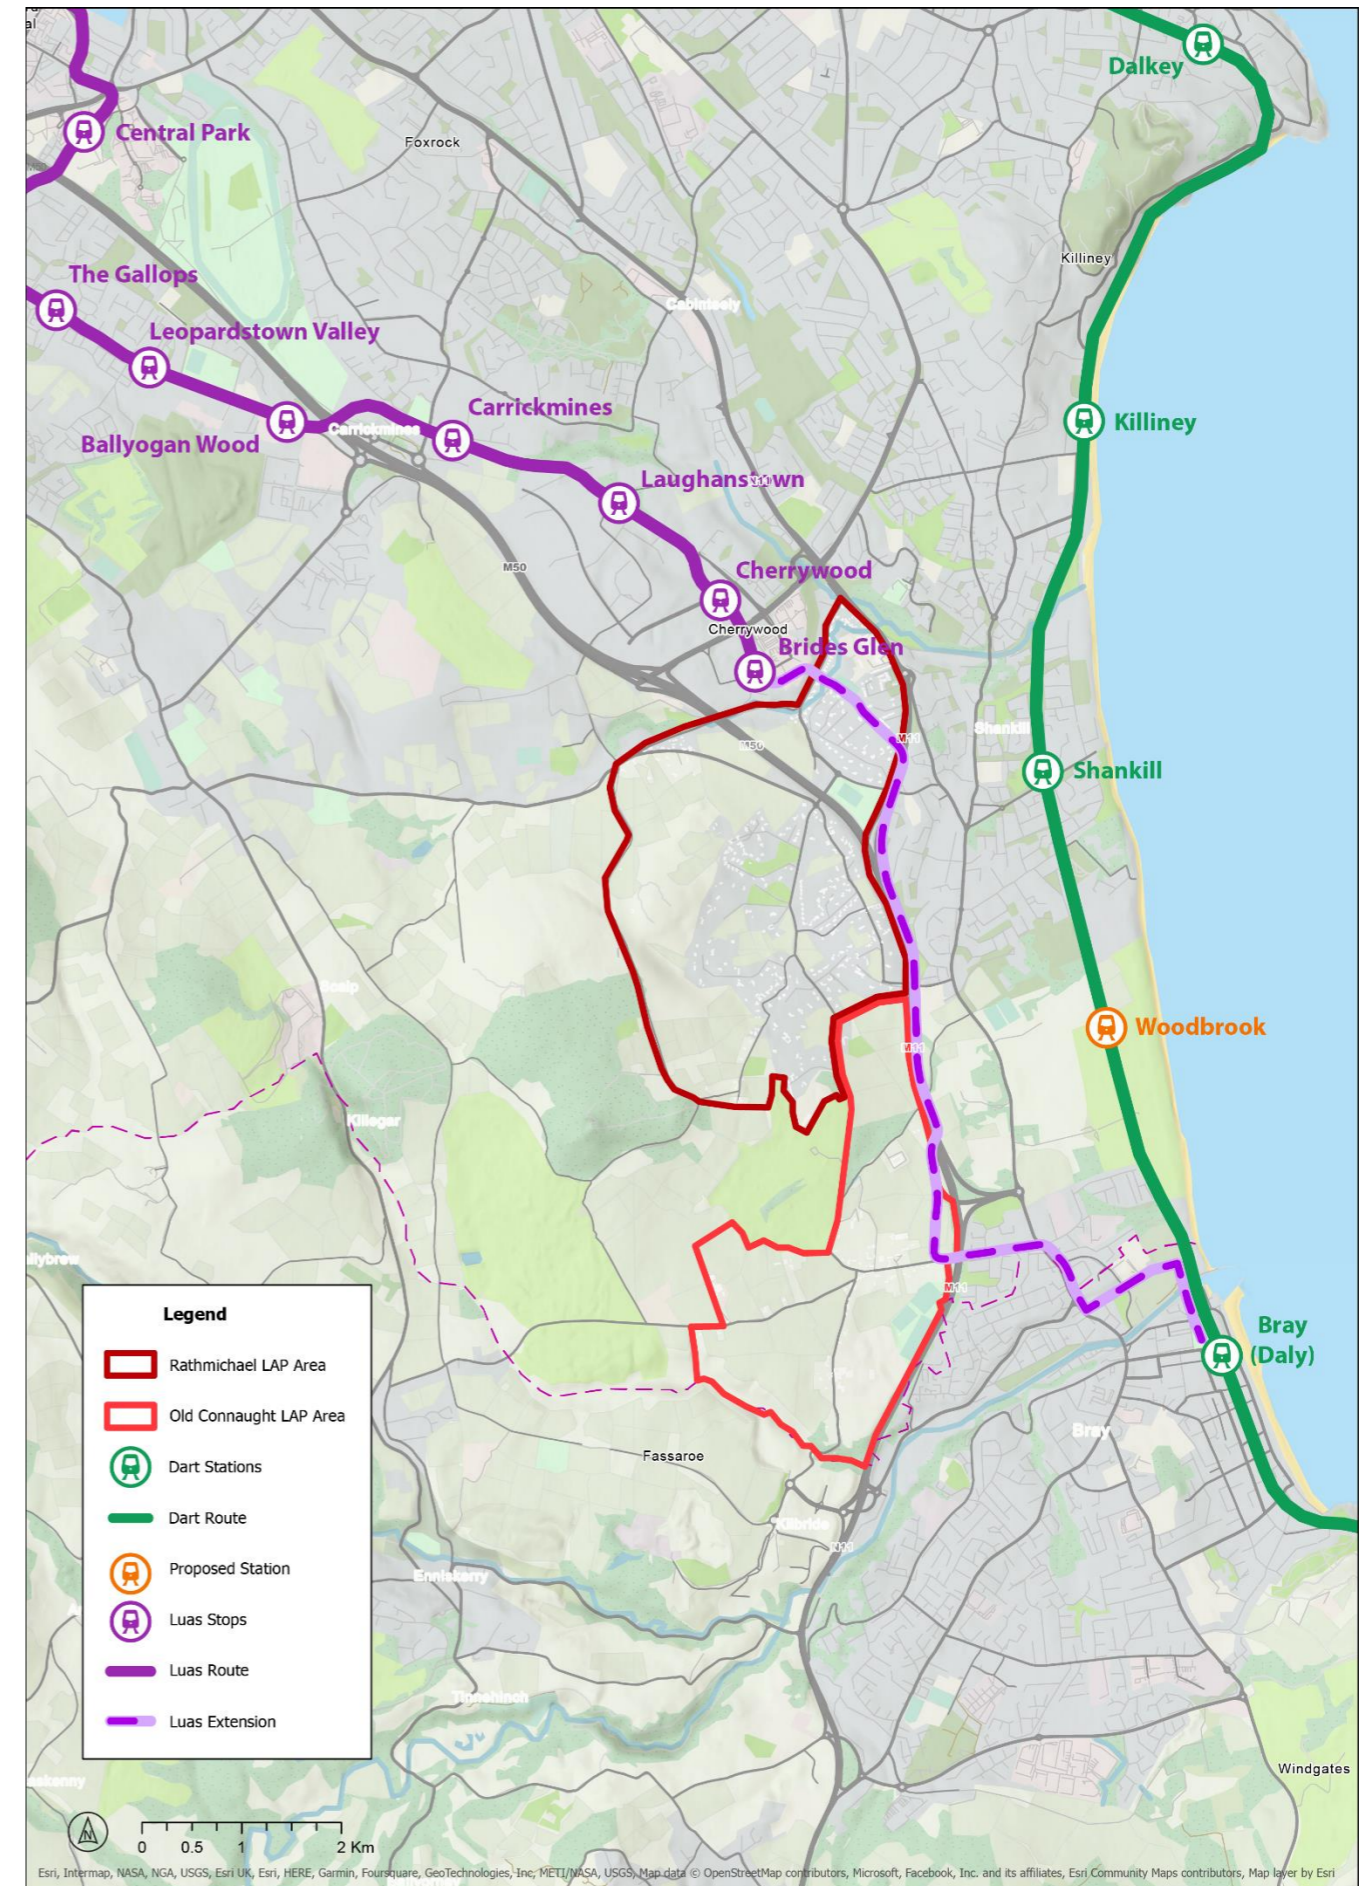 Dalkey
Central Park
Foxrock
Killiney
The Gallops
Cabinteely
Leopardstown Valley
Carrickmines
Killiney
Carrickmines
Ballyogan Wood
Laughanstown
M50
Cherrywood
Cherrywood
Brides Glen
Shankill
M11
M50
Shankill
Woodbrook
M11
Killegar
M11
Bray
(Daly)
Bray
Fassaroe
Kilbride
Enniskerry
Tinnehinch
Windgates
Legend
Rathmichael LAP Area
Old Connaught LAP Area
Dart Stations
Dart Route
Proposed Station
Luas Stops
Luas Route
Luas Extension
N
0 0.5 1 2 Km
Esri, Intermap, NASA, NGA, USGS, Esri UK, Esri, HERE, Garmin, Foursquare, GeoTechnologies, Inc, METI/NASA, USGS, Map data © OpenStreetMap contributors, Microsoft, Facebook, Inc. and its affiliates, Esri Community Maps contributors, Map layer by Esri